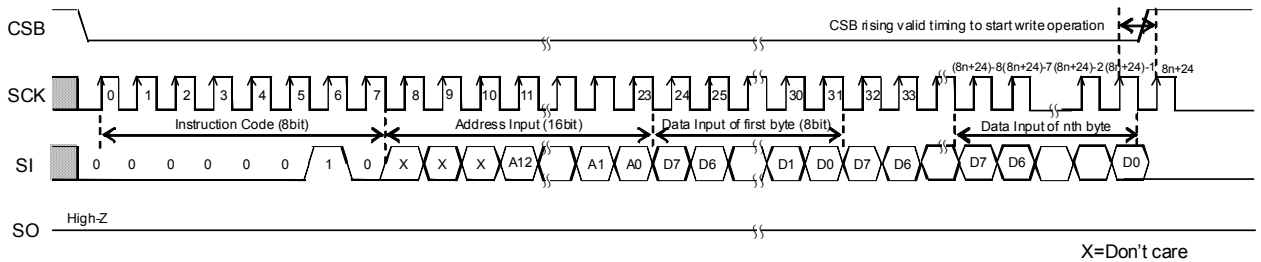 CSB
CSB rising valid timing to start write operation
SCK
0 1 2 3 4 5 6 7 8 9 10 11 23 24 25 30 31 32 33 (8n+24)-8 (8n+24)-7 (8n+24)-2 (8n+24)-1 8n+24
Instruction Code (8bit) Address Input (16bit) Data Input of first byte (8bit) Data Input of nth byte
SI
0 0 0 0 0 0 1 0 X X X A12 A1 A0 D7 D6 D1 D0 D7 D6 D7 D6 D0
High-Z
SO
X=Don't care